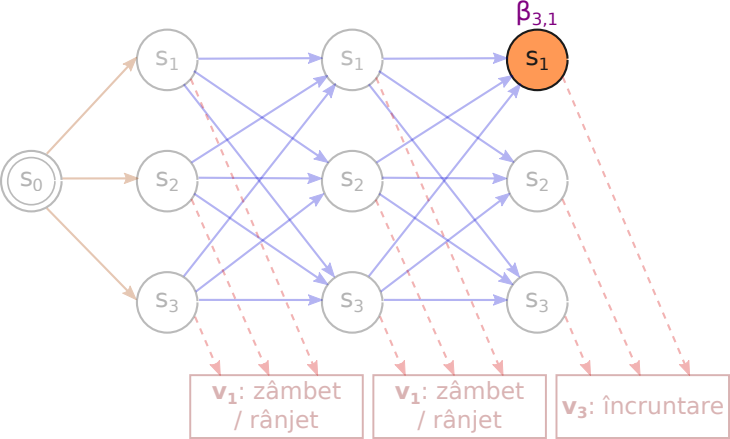 β3,1
s1 s1 s1
s0 s2 s2 s2
s3 s3 s3
v1: zâmbet / rânjet
v1: zâmbet / rânjet
v3: încruntare